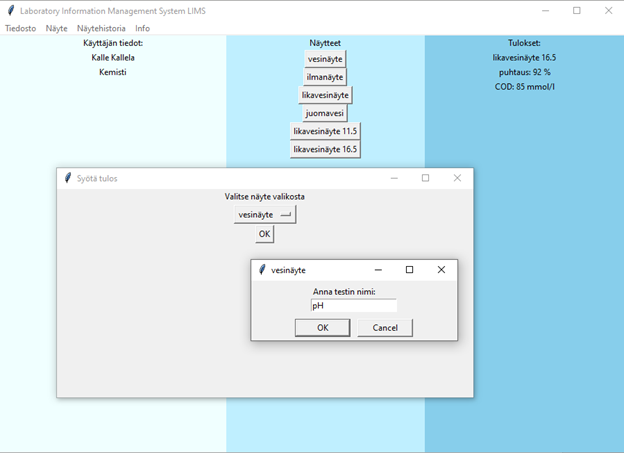 Laboratory Information Management System LIMS
Tiedosto Näyte Näytehistoria Info
Käyttäjän tiedot:
Kalle Kallela
Kemisti
Näytteet
vesinäyte
ilmanäyte
likavesinäyte
juomavesi
likavesinäyte 11.5
likavesinäyte 16.5
Tulokset:
likavesinäyte 16.5
puhtaus: 92 %
COD: 85 mmol/l
Syötä tulos
Valitse näyte valikosta
vesinäyte
OK
vesinäyte
Anna testin nimi:
pH
OK Cancel